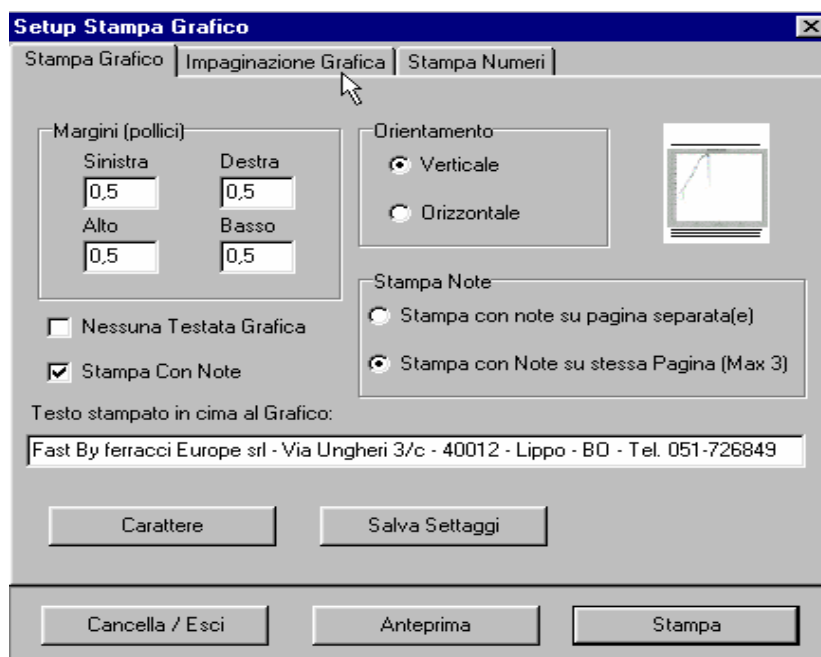 Setup Stampa Grafico
Stampa Grafico Impaginazione Grafica Stampa Numeri
Margini (pollici)
Sinistra Destra
0,5 0,5
Alto Basso
0,5 0,5
Orientamento
Verticale
Orizzontale
Nessuna Testata Grafica
Stampa Con Note
Stampa Note
Stampa con note su pagina separata(e)
Stampa con Note su stessa Pagina (Max 3)
Testo stampato in cima al Grafico:
Fast By ferracci Europe srl - Via Ungheri 3/c - 40012 - Lippo - BO - Tel. 051-726849
Carattere Salva Settaggi
Cancella / Esci Anteprima Stampa